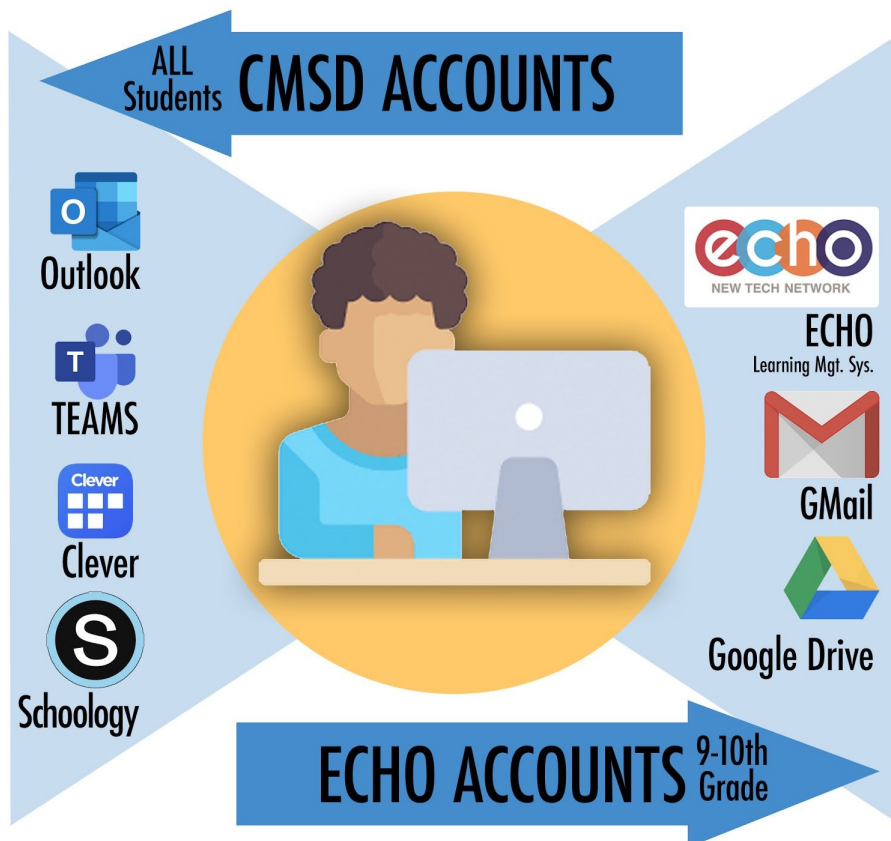 ALL
Students
CMSD ACCOUNTS
O
Outlook
T
TEAMS
Clever
Clever
S
Schoology
echo
NEW TECH NETWORK
ECHO
Learning Mgt. Sys.
GMail
Google Drive
ECHO ACCOUNTS
9-10th
Grade